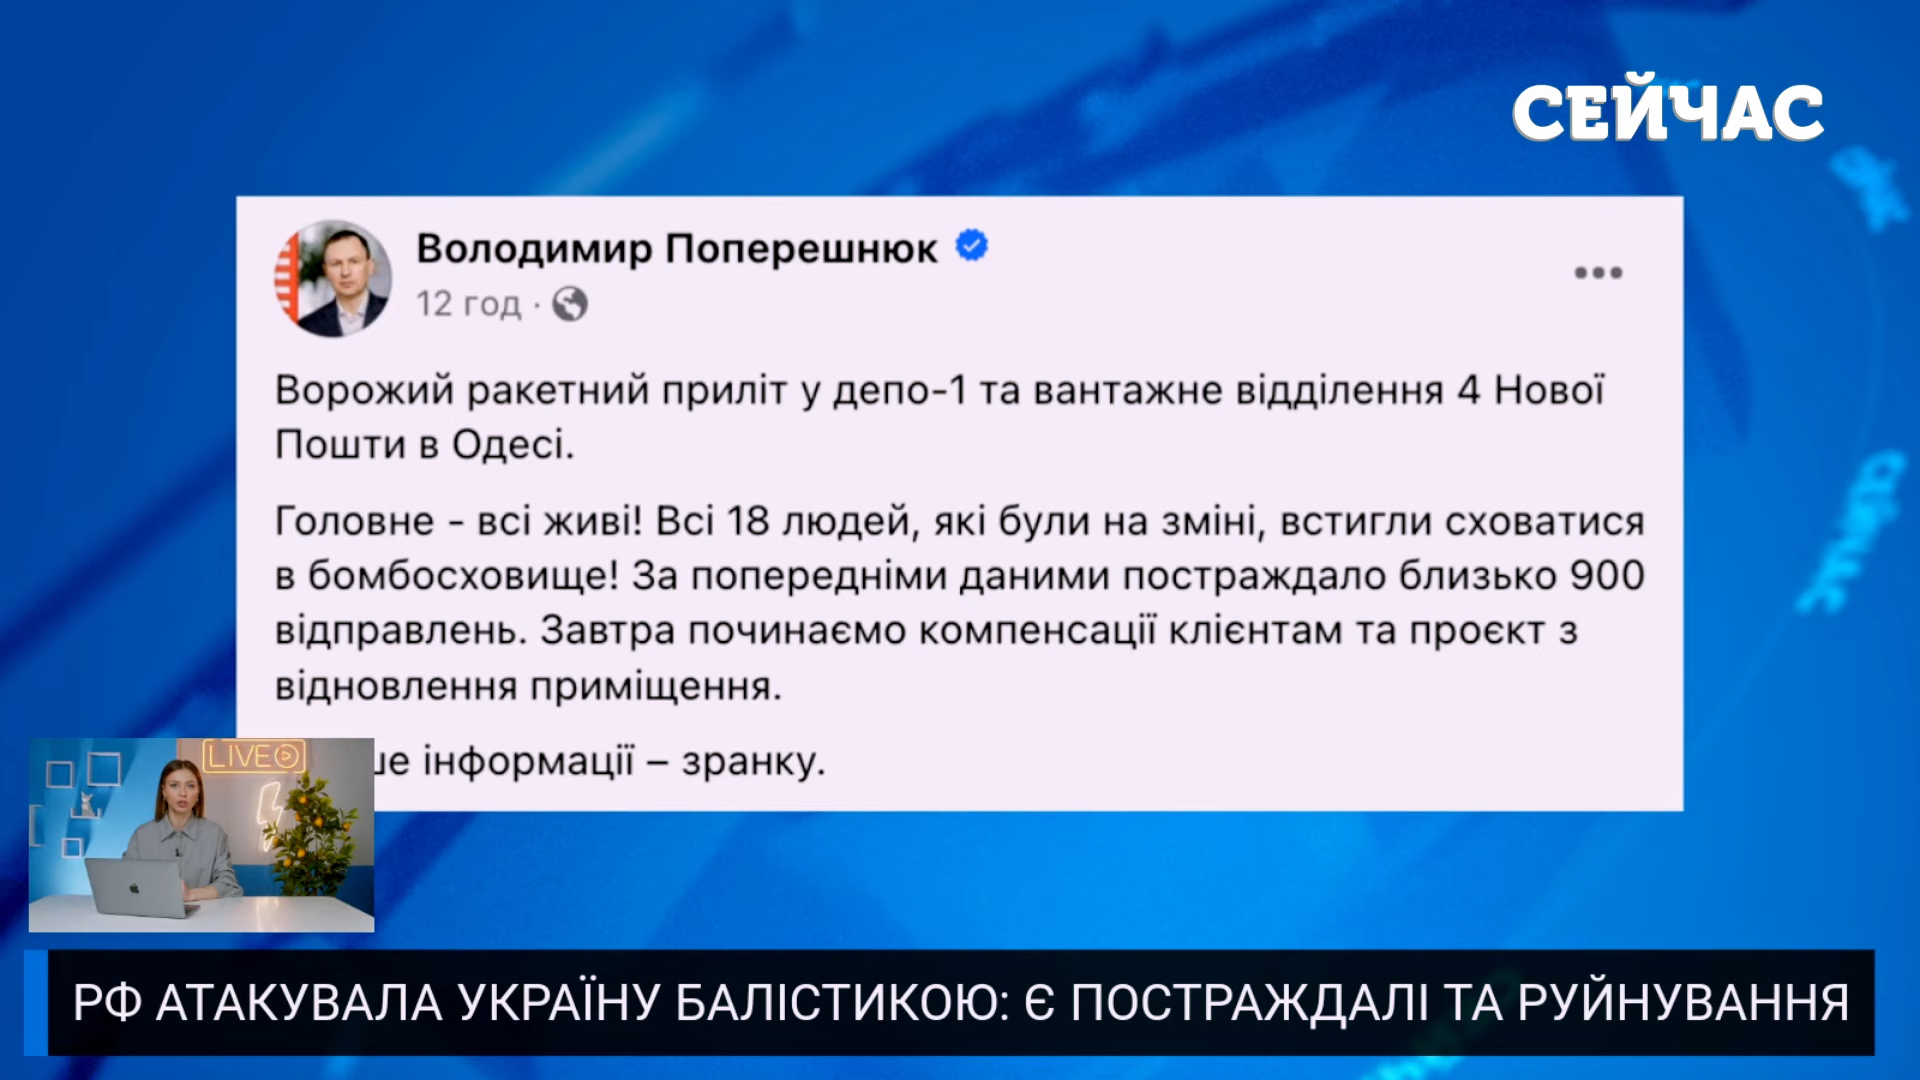 СЕЙЧАС
Володимир Поперешнюк
12 год ·
Ворожий ракетний приліт у депо-1 та вантажне відділення 4 Нової
Пошти в Одесі.
Головне - всі живі! Всі 18 людей, які були на зміні, встигли сховатися
в бомбосховище! За попередніми даними постраждало близько 900
відправлень. Завтра починаємо компенсації клієнтам та проєкт з
відновлення приміщення.
інформації – зранку.
LIVE
РФ АТАКУВАЛА УКРАЇНУ БАЛІСТИКОЮ: Є ПОСТРАЖДАЛІ ТА РУЙНУВАННЯ